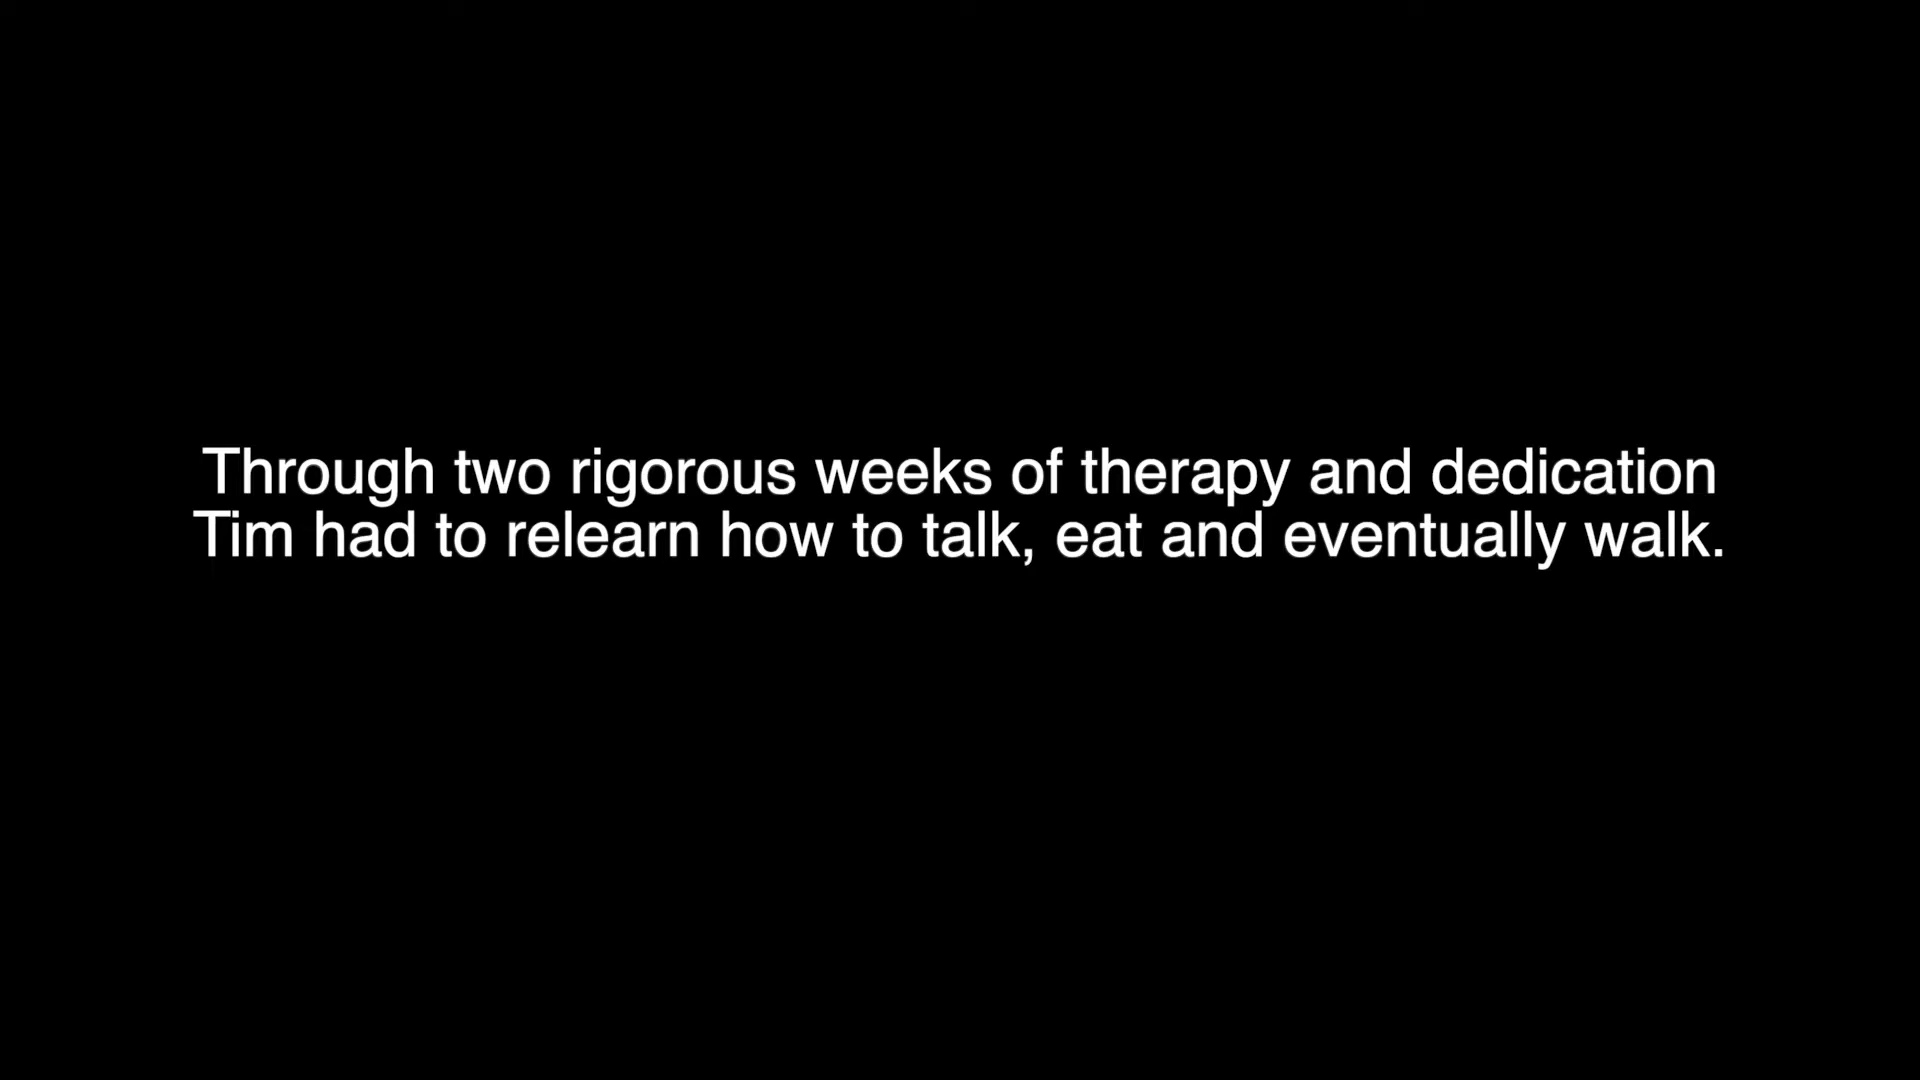 Through two rigorous weeks of therapy and dedication
Tim had to relearn how to talk, eat and eventually walk.